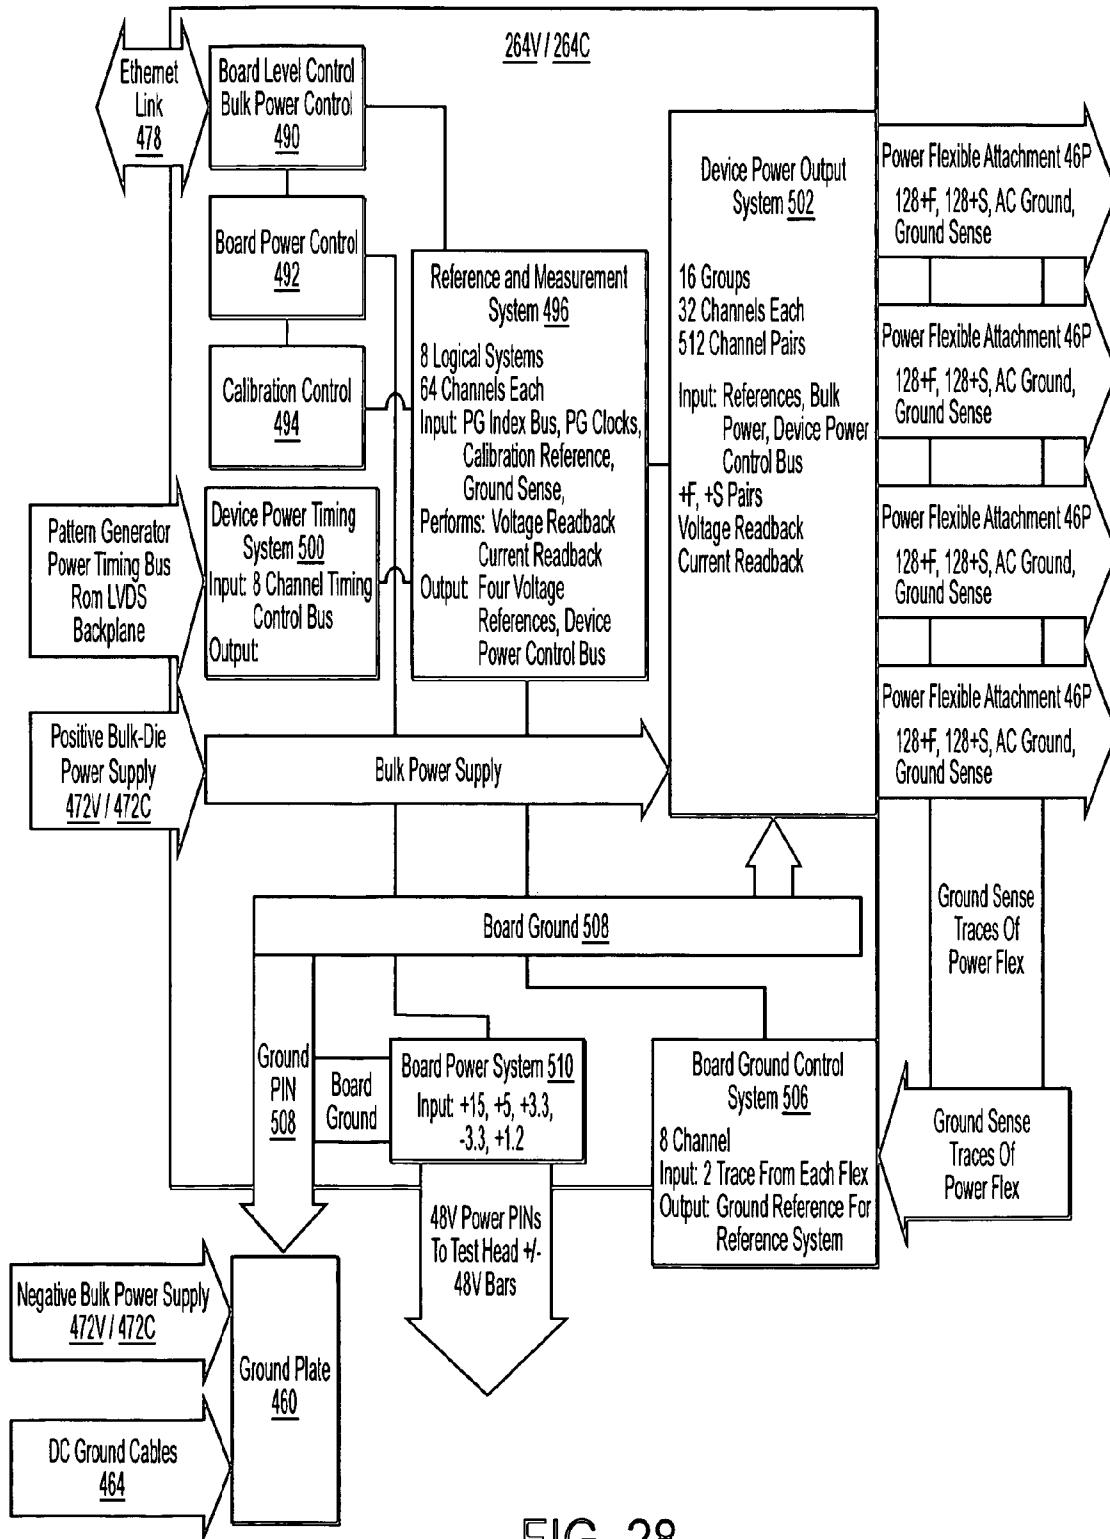 264V / 264C
Ethernet
Link
478
Board Level Control
Bulk Power Control
490
Board Power Control
492
Calibration Control
494
Pattern Generator
Power Timing Bus
Rom LVDS
Backplane
Device Power Timing
System 500
Input: 8 Channel Timing
Control Bus
Output:
Reference and Measurement
System 496
8 Logical Systems
64 Channels Each
Input: PG Index Bus, PG Clocks,
Calibration Reference,
Ground Sense,
Performs: Voltage Readback
Current Readback
Output: Four Voltage
References, Device
Power Control Bus
Device Power Output
System 502
16 Groups
32 Channels Each
512 Channel Pairs
Input: References, Bulk
Power, Device Power
Control Bus
+F, +S Pairs
Voltage Readback
Current Readback
Power Flexible Attachment 46P
128+F, 128+S, AC Ground,
Ground Sense
Power Flexible Attachment 46P
128+F, 128+S, AC Ground,
Ground Sense
Power Flexible Attachment 46P
128+F, 128+S, AC Ground,
Ground Sense
Power Flexible Attachment 46P
128+F, 128+S, AC Ground,
Ground Sense
Positive Bulk-Die
Power Supply
472V / 472C
Bulk Power Supply
Board Ground 508
Ground Sense
Traces Of
Power Flex
Ground
PIN
508
Board
Ground
Board Power System 510
Input: +15, +5, +3.3,
-3.3, +1.2
Board Ground Control
System 506
8 Channel
Input: 2 Trace From Each Flex
Output: Ground Reference For
Reference System
Ground Sense
Traces Of
Power Flex
48V Power PINs
To Test Head +/-
48V Bars
Negative Bulk Power Supply
472V / 472C
Ground Plate
460
DC Ground Cables
464
FIG. 28